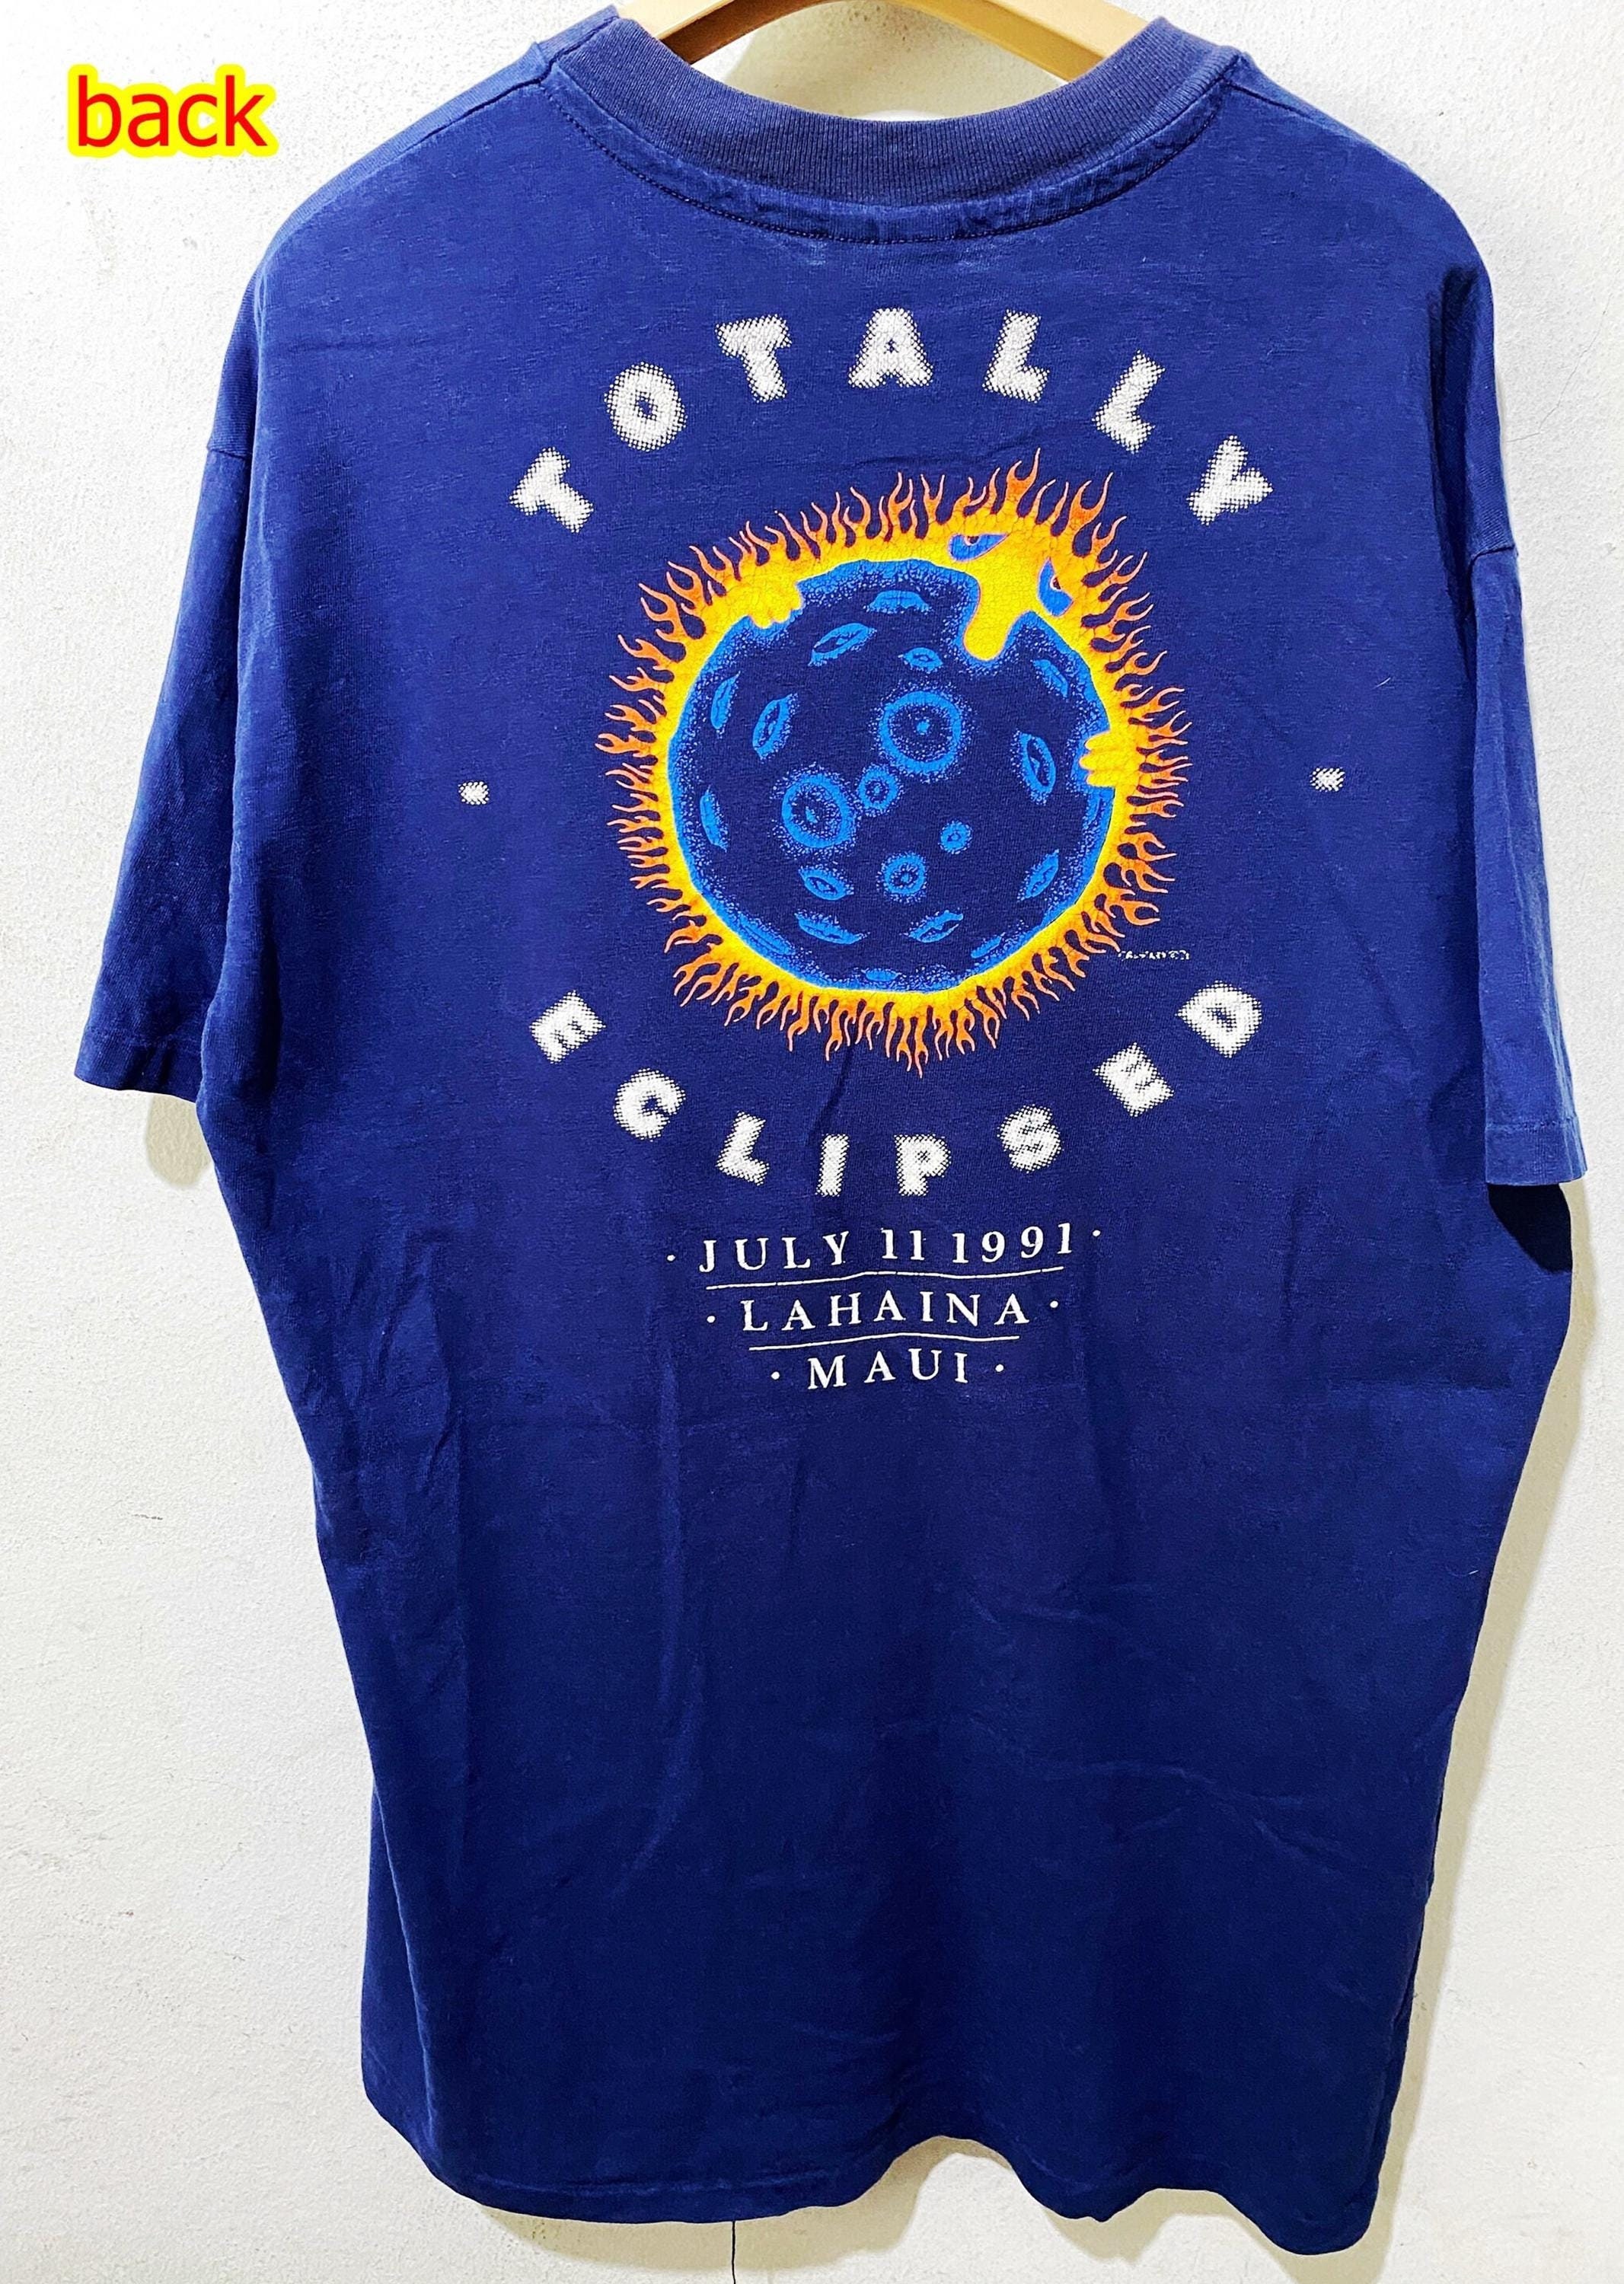 back
TOTALLY
ECLIPSED
· JULY 11 1991 ·
· LAHAINA ·
· MAUI ·